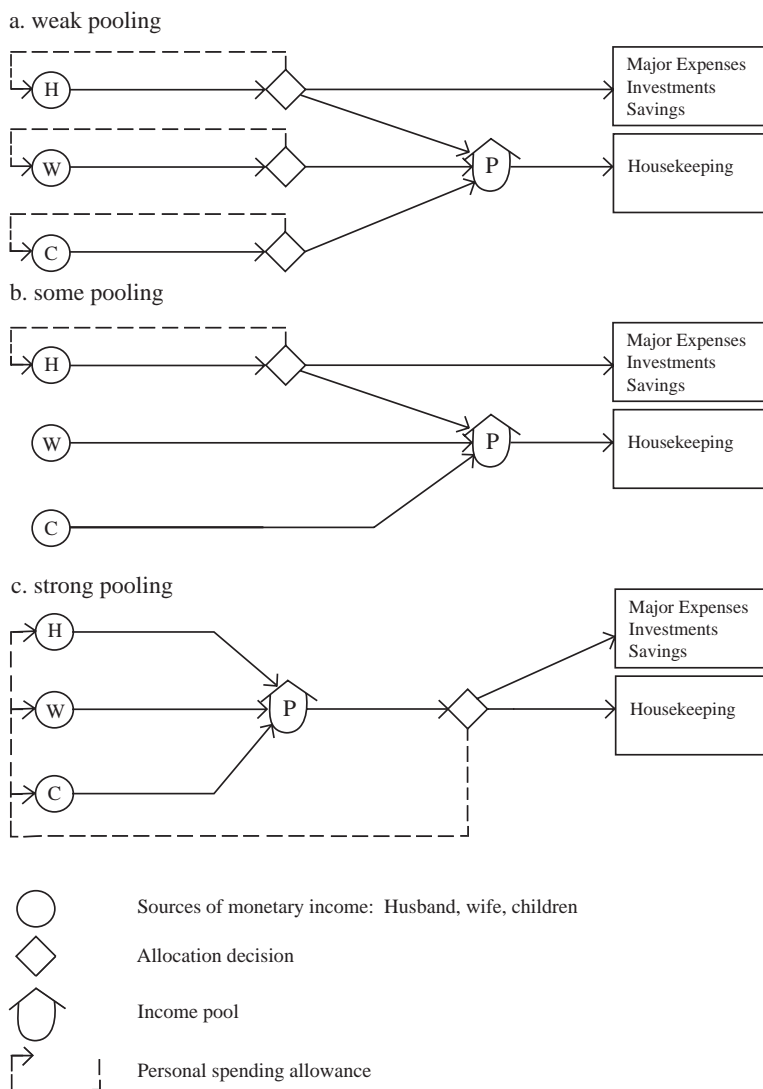 a. weak pooling
H
Major Expenses
Investments
Savings
W
P
Housekeeping
C
b. some pooling
H
Major Expenses
Investments
Savings
W
P
Housekeeping
C
c. strong pooling
H
Major Expenses
Investments
Savings
W
P
Housekeeping
C
Sources of monetary income: Husband, wife, children
Allocation decision
Income pool
Personal spending allowance